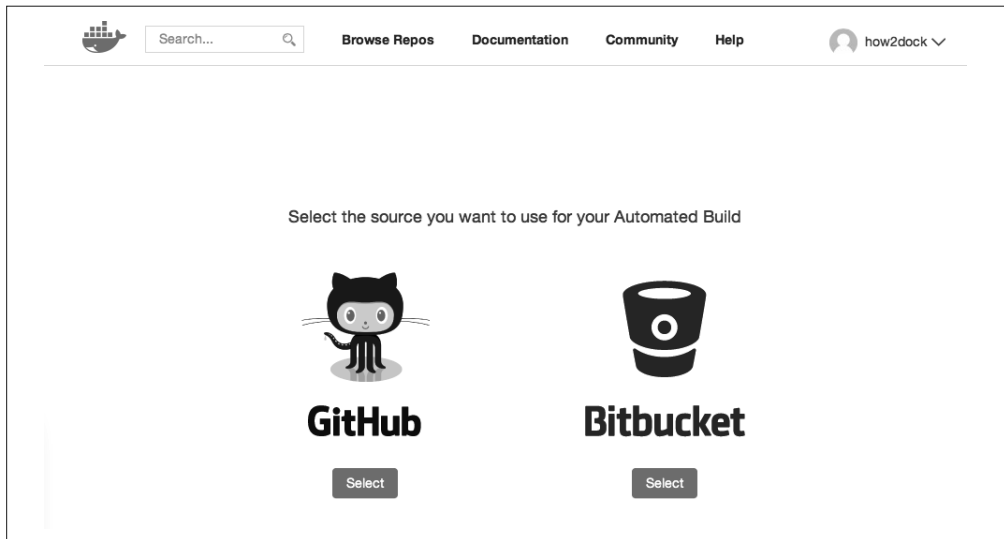 Search... Browse Repos Documentation Community Help how2dock
Select the source you want to use for your Automated Build
GitHub Bitbucket
Select Select